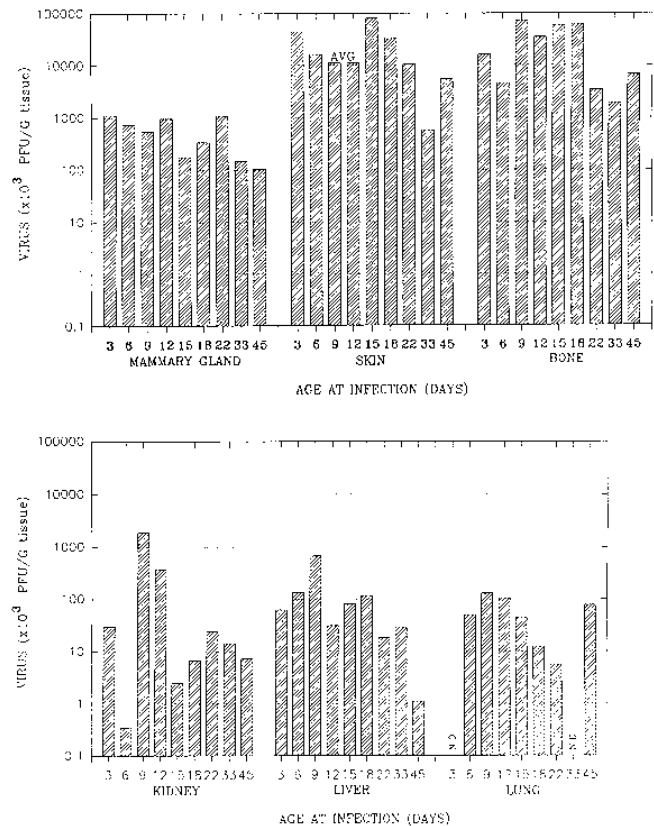 100000
10000
1000
100
10
1
0.1
VIRUS (x10³ PFU/G tissue)
AVG
3 6 9 12 15 18 22 33 45 3 6 9 12 15 18 22 33 45 3 6 9 12 15 18 22 33 45
MAMMARY GLAND SKIN BONE
AGE AT INFECTION (DAYS)
100000
10000
1000
100
10
1
0.1
VIRUS (x10³ PFU/G tissue)
N D N D
3 6 9 12 15 18 22 33 45 3 6 9 12 15 18 22 33 45 3 6 9 12 15 18 22 33 45
KIDNEY LIVER LUNG
AGE AT INFECTION (DAYS)